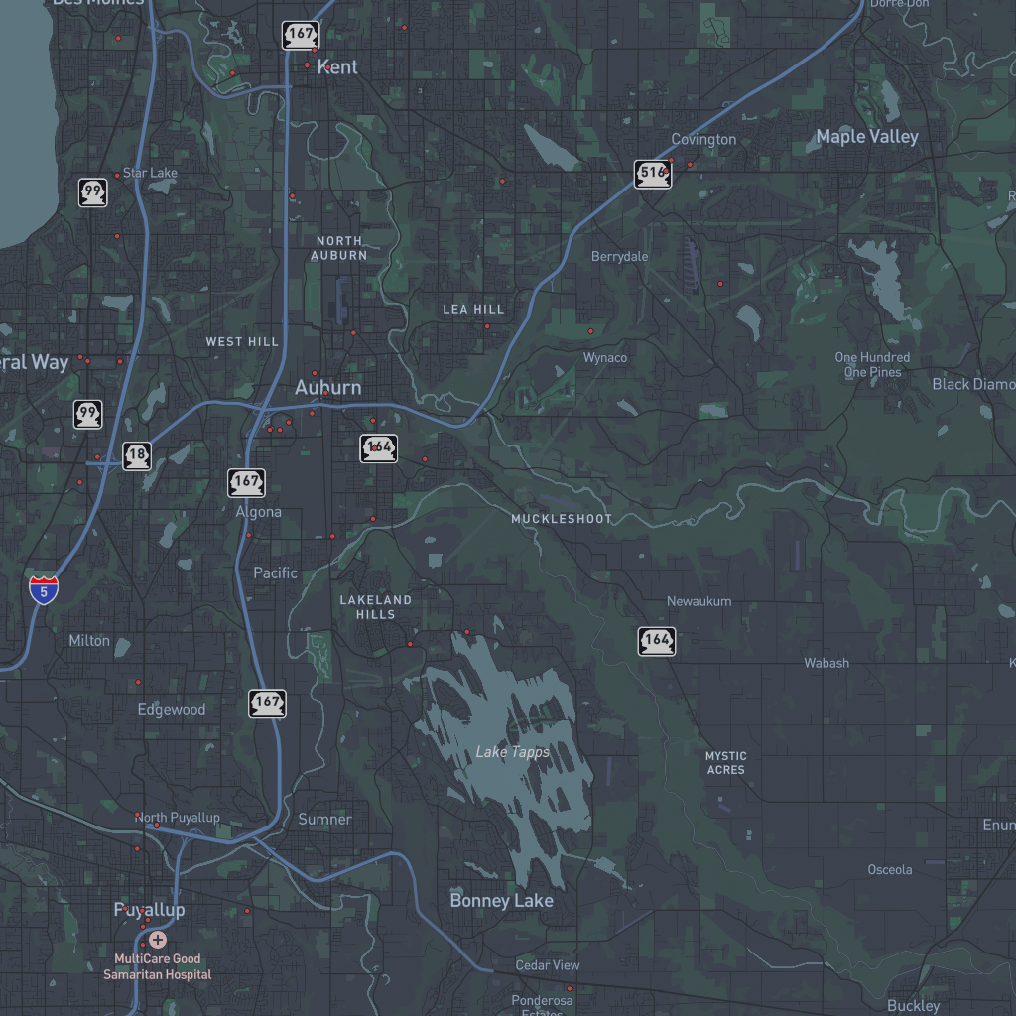 Des Moines
Dorre Don
167
Kent
Covington
Maple Valley
516
Star Lake
99
NORTH
AUBURN
Berrydale
LEA HILL
WEST HILL
eral Way
Wynaco
One Hundred
One Pines
Auburn
Black Diamo
99
164
18
167
Algona
MUCKLESHOOT
Pacific
5
LAKELAND
HILLS
Newaukum
164
Milton
Wabash
K
167
Edgewood
Lake Tapps
MYSTIC
ACRES
North Puyallup
Sumner
Enum
Osceola
Bonney Lake
Puyallup
MultiCare Good
Samaritan Hospital
Cedar View
Ponderosa
Estates
Buckley